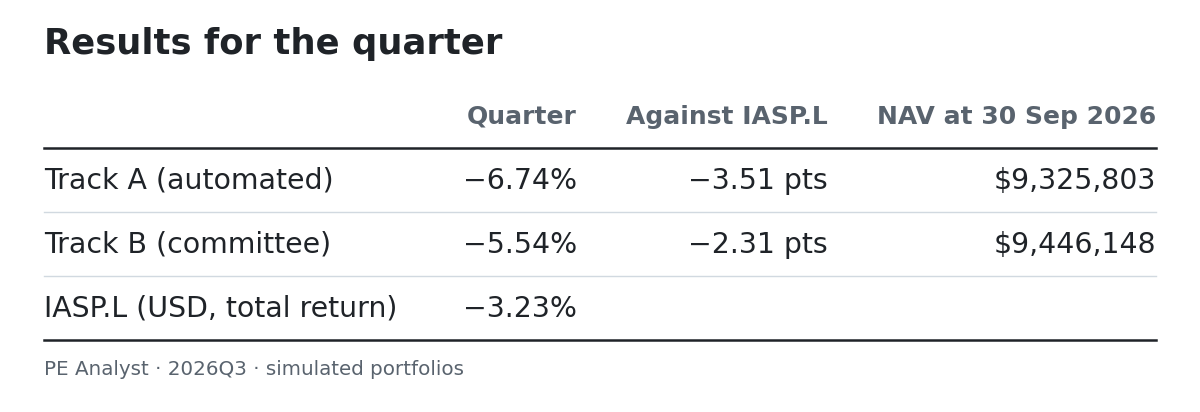 Results for the quarter
Quarter Against IASP.L NAV at 30 Sep 2026
Track A (automated) −6.74% −3.51 pts $9,325,803
Track B (committee) −5.54% −2.31 pts $9,446,148
IASP.L (USD, total return) −3.23%
PE Analyst · 2026Q3 · simulated portfolios